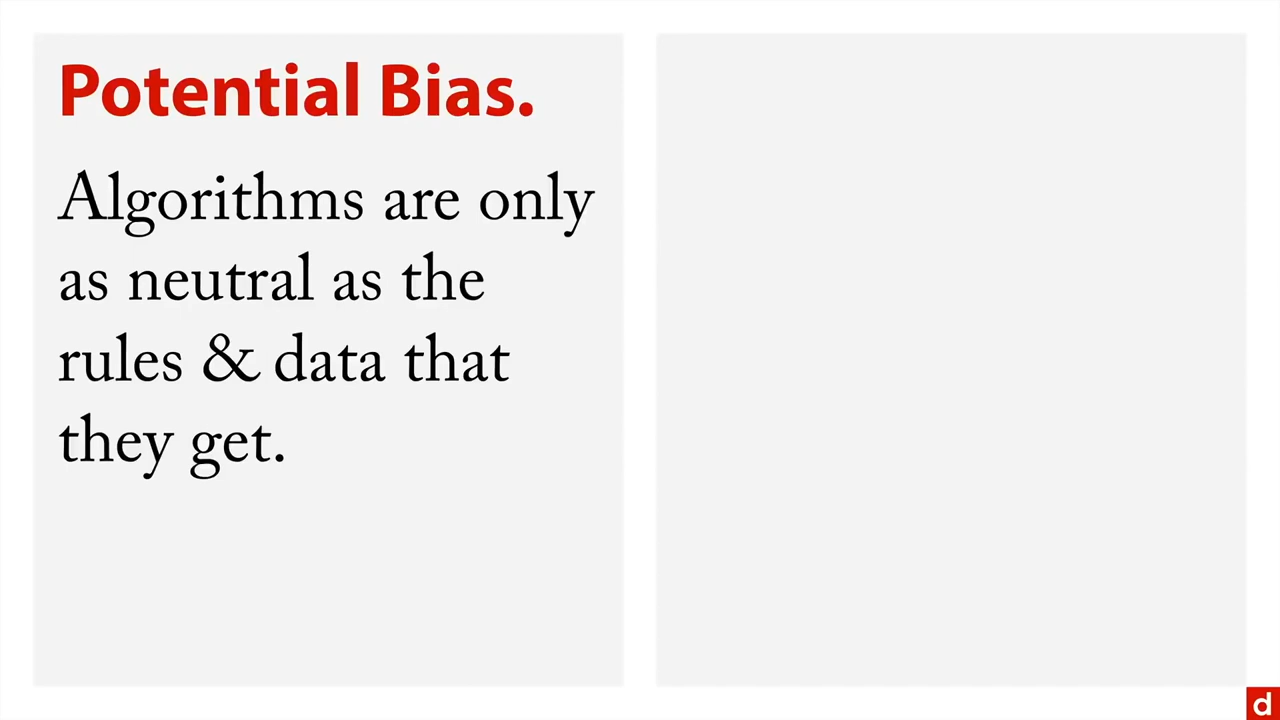 Potential Bias.
Algorithms are only
as neutral as the
rules & data that
they get.
d